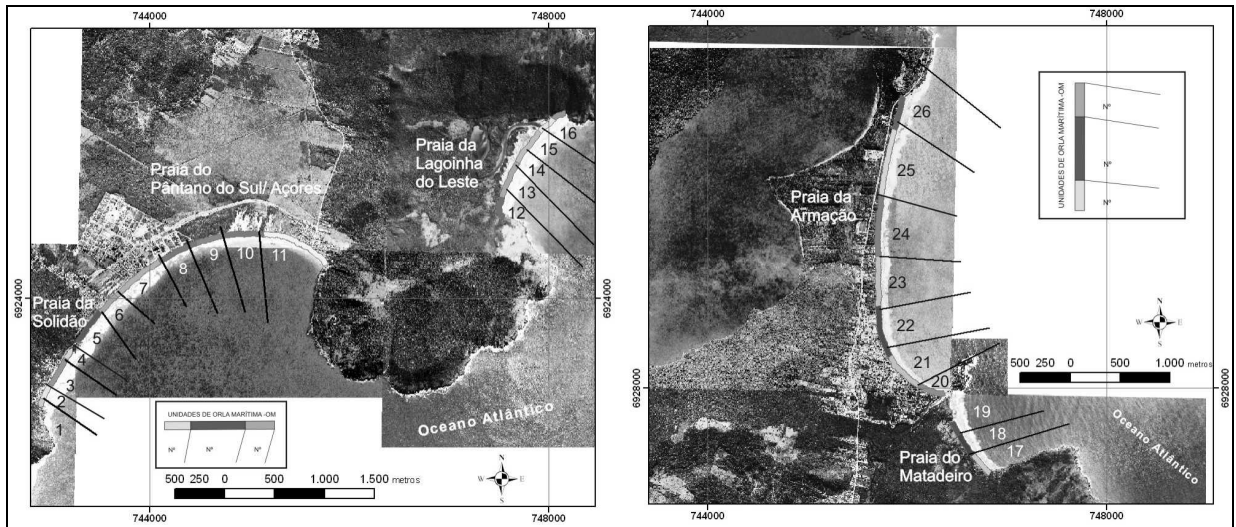 744000
748000
Praia do
Pântano do Sul/ Açores
Praia da
Lagoinha
do Leste
Praia da
Solidão
16
15
14
13
12
11
10
9
8
7
6
5
4
3
2
1
6924000
6924000
Oceano Atlântico
UNIDADES DE ORLA MARÍTIMA -OM
Nº
Nº
Nº
500 250 0 500 1.000 1.500 metros
N
W E
S
744000
748000
744000
748000
26
25
24
23
22
21
20
19
18
17
Praia da
Armação
Praia do
Matadeiro
UNIDADES DE ORLA MARÍTIMA -OM
Nº
Nº
Nº
N
W E
S
500 250 0 500 1.000
metros
6928000
6928000
Oceano Atlântico
744000
748000